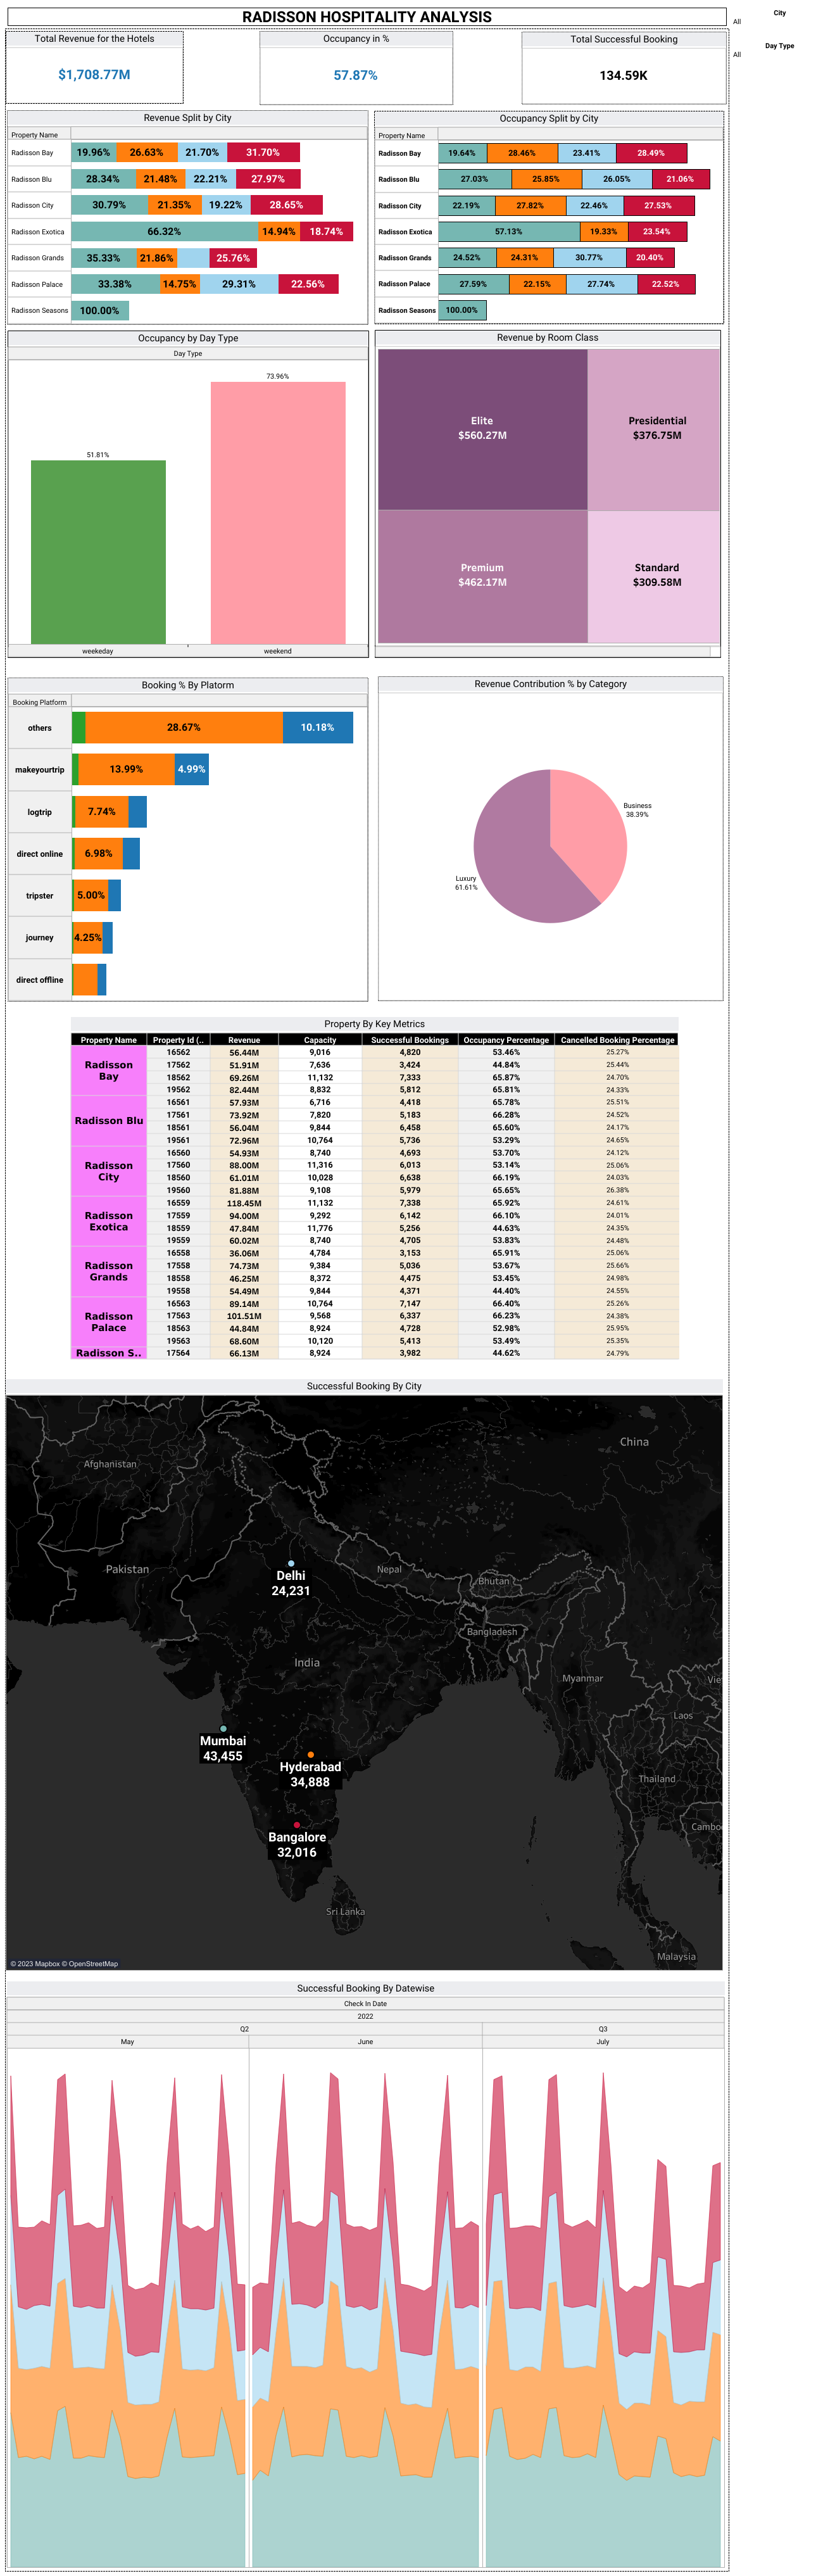 RADISSON HOSPITALITY ANALYSIS
City
All
Day Type
All
Total Revenue for the Hotels
$1,708.77M
Occupancy in %
57.87%
Total Successful Booking
134.59K
Revenue Split by City
Property Name
Radisson Bay 19.96% 26.63% 21.70% 31.70%
Radisson Blu 28.34% 21.48% 22.21% 27.97%
Radisson City 30.79% 21.35% 19.22% 28.65%
Radisson Exotica 66.32% 14.94% 18.74%
Radisson Grands 35.33% 21.86% 25.76%
Radisson Palace 33.38% 14.75% 29.31% 22.56%
Radisson Seasons 100.00%
Occupancy Split by City
Property Name
Radisson Bay 19.64% 28.46% 23.41% 28.49%
Radisson Blu 27.03% 25.85% 26.05% 21.06%
Radisson City 22.19% 27.82% 22.46% 27.53%
Radisson Exotica 57.13% 19.33% 23.54%
Radisson Grands 24.52% 24.31% 30.77% 20.40%
Radisson Palace 27.59% 22.15% 27.74% 22.52%
Radisson Seasons 100.00%
Occupancy by Day Type
Day Type
73.96%
51.81%
weekeday weekend
Revenue by Room Class
Elite
$560.27M
Presidential
$376.75M
Premium
$462.17M
Standard
$309.58M
Booking % By Platorm
Booking Platform
others 28.67% 10.18%
makeyourtrip 13.99% 4.99%
logtrip 7.74%
direct online 6.98%
tripster 5.00%
journey 4.25%
direct offline
Revenue Contribution % by Category
Business
38.39%
Luxury
61.61%
Property By Key Metrics
Property Name Property Id (.. Revenue Capacity Successful Bookings Occupancy Percentage Cancelled Booking Percentage
Radisson Bay
16562 56.44M 9,016 4,820 53.46% 25.27%
17562 51.91M 7,636 3,424 44.84% 25.44%
18562 69.26M 11,132 7,333 65.87% 24.70%
19562 82.44M 8,832 5,812 65.81% 24.33%
Radisson Blu
16561 57.93M 6,716 4,418 65.78% 25.51%
17561 73.92M 7,820 5,183 66.28% 24.52%
18561 56.04M 9,844 6,458 65.60% 24.17%
19561 72.96M 10,764 5,736 53.29% 24.65%
Radisson City
16560 54.93M 8,740 4,693 53.70% 24.12%
17560 88.00M 11,316 6,013 53.14% 25.06%
18560 61.01M 10,028 6,638 66.19% 24.03%
19560 81.88M 9,108 5,979 65.65% 26.38%
Radisson Exotica
16559 118.45M 11,132 7,338 65.92% 24.61%
17559 94.00M 9,292 6,142 66.10% 24.01%
18559 47.84M 11,776 5,256 44.63% 24.35%
19559 60.02M 8,740 4,705 53.83% 24.48%
Radisson Grands
16558 36.06M 4,784 3,153 65.91% 25.06%
17558 74.73M 9,384 5,036 53.67% 25.66%
18558 46.25M 8,372 4,475 53.45% 24.98%
19558 54.49M 9,844 4,371 44.40% 24.55%
Radisson Palace
16563 89.14M 10,764 7,147 66.40% 25.26%
17563 101.51M 9,568 6,337 66.23% 24.38%
18563 44.84M 8,924 4,728 52.98% 25.95%
19563 68.60M 10,120 5,413 53.49% 25.35%
Radisson S.. 17564 66.13M 8,924 3,982 44.62% 24.79%
Successful Booking By City
China
Afghanistan
Pakistan
Nepal
Delhi
24,231
Bhutan
Bangladesh
India
Myanmar
Vie
Laos
Mumbai
43,455
Hyderabad
34,888
Thailand
Cambo
Bangalore
32,016
Sri Lanka
Malaysia
© 2023 Mapbox © OpenStreetMap
Successful Booking By Datewise
Check In Date
2022
Q2 Q3
May June July